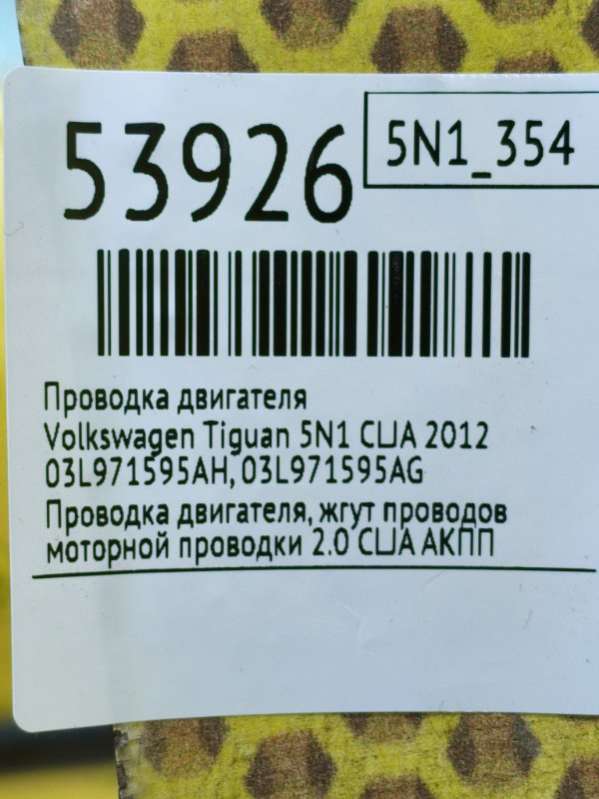 53926
5N1_354
Проводка двигателя
Volkswagen Tiguan 5N1 CLJA 2012
03L971595AH, 03L971595AG
Проводка двигателя, жгут проводов
моторной проводки 2.0 CLJA АКПП